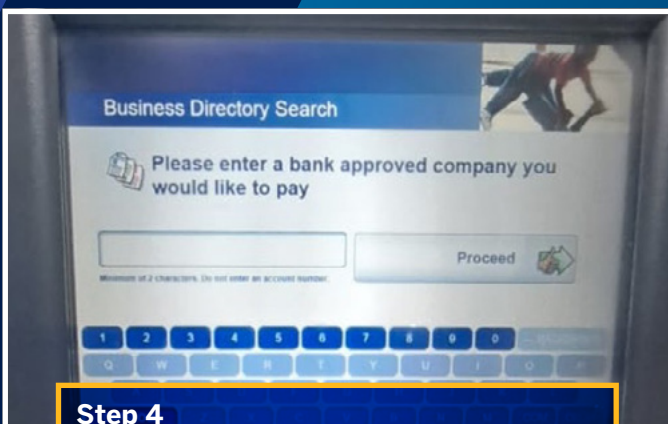 Business Directory Search
Please enter a bank approved company you
would like to pay
Proceed
Minimum of 2 characters. Do not enter an account number.
1 2 3 4 5 6 7 8 9 0
Q W E R T Y U I O P
Step 4